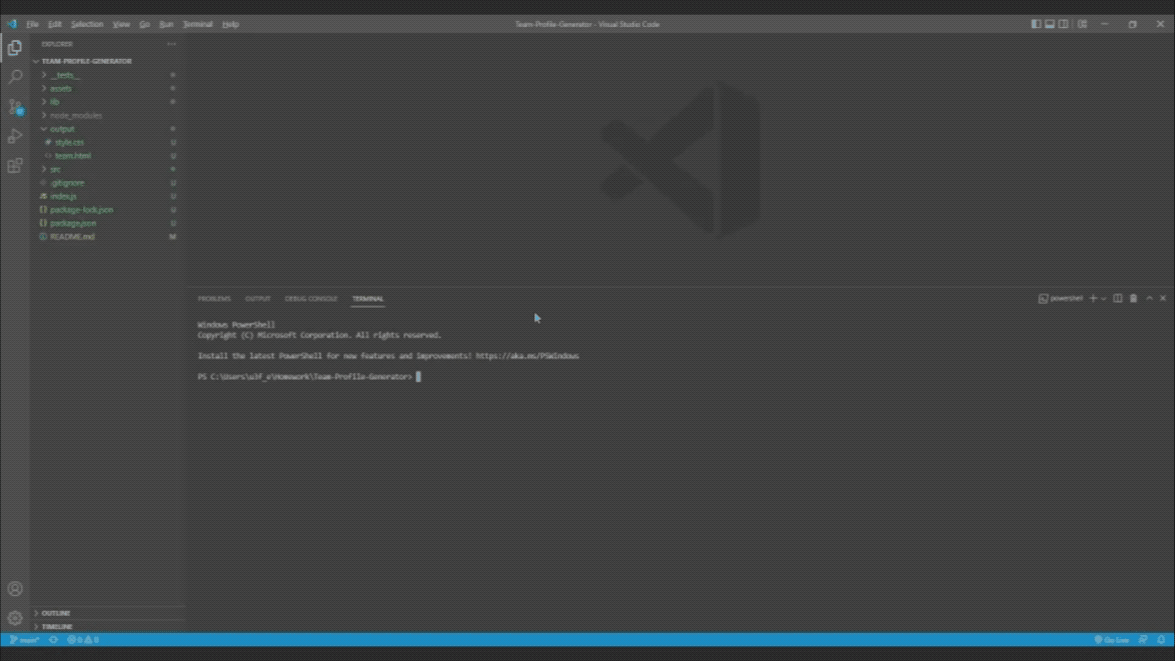 File Edit Selection View Go Run Terminal Help
Team-Profile-Generator - Visual Studio Code
EXPLORER
TEAM-PROFILE-GENERATOR
__tests__
assets
lib
node_modules
output
style.css U
team.html U
src
.gitignore U
index.js U
package-lock.json U
package.json U
README.md M
OUTLINE
TIMELINE
PROBLEMS OUTPUT DEBUG CONSOLE TERMINAL
powershell
Windows PowerShell
Copyright (C) Microsoft Corporation. All rights reserved.
Install the latest PowerShell for new features and improvements! https://aka.ms/PSWindows
PS C:\Users\u3f_x\Homework\Team-Profile-Generator>
main* 0 0
Go Live